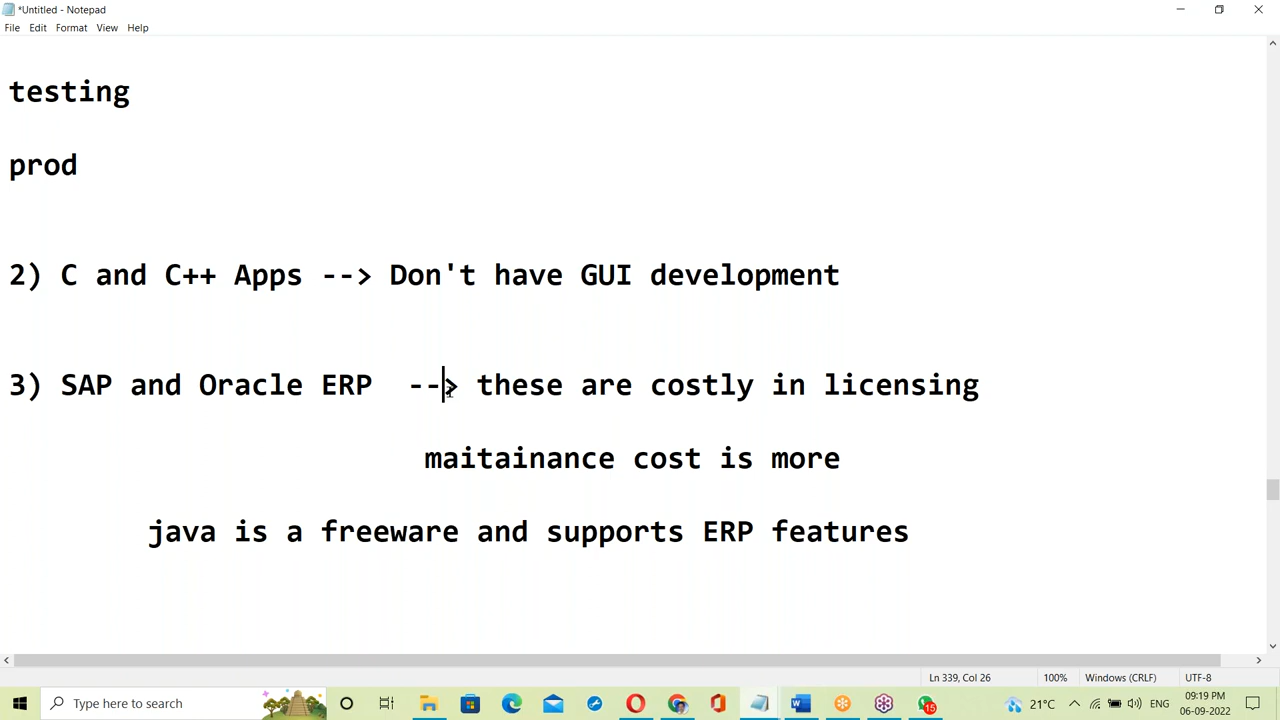 *Untitled - Notepad
File Edit Format View Help
testing
prod
2) C and C++ Apps --> Don't have GUI development
3) SAP and Oracle ERP --> these are costly in licensing
maitainance cost is more
java is a freeware and supports ERP features
Ln 339, Col 26 100% Windows (CRLF) UTF-8
Type here to search
15
21°C ENG 09:19 PM
06-09-2022